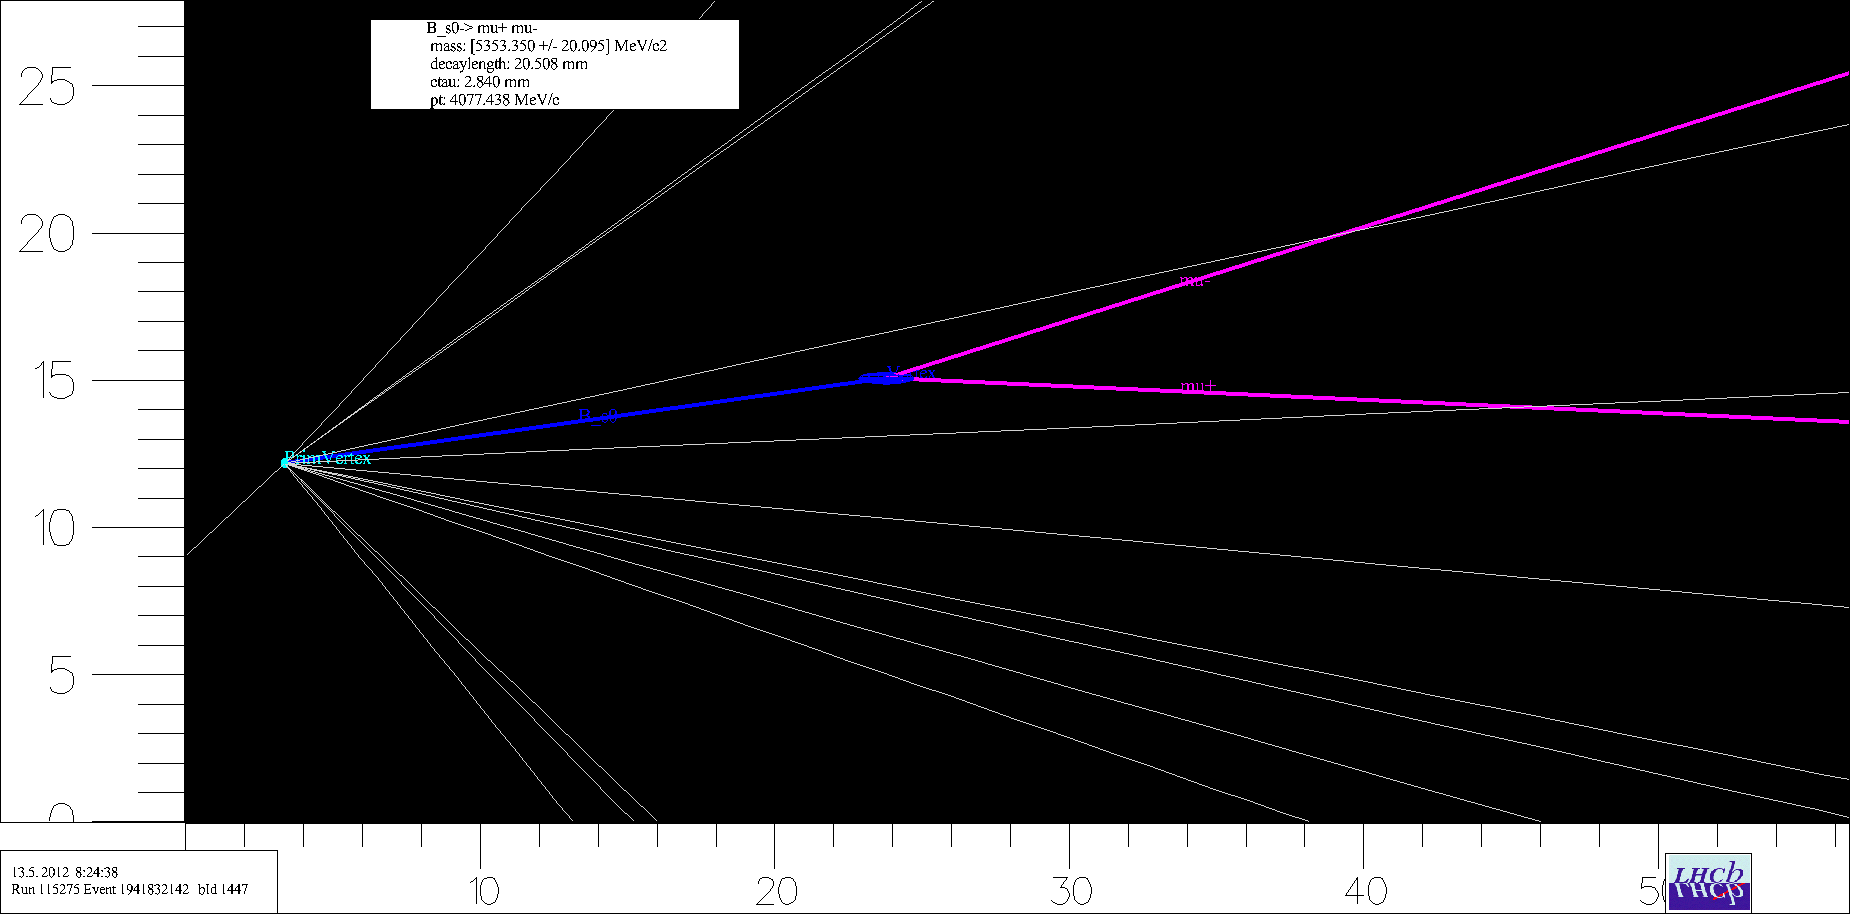 B_s0-> mu+ mu-
mass: [5353.350 +/- 20.095] MeV/c2
decaylength: 20.508 mm
ctau: 2.840 mm
pt: 4077.438 MeV/c
25
20
15
10
5
0
mu-
mu+
B_s0
PrimVertex
13.5.2012 8:24:38
Run 115275 Event 1941832142 bId 1447
10
20
30
40
LHCb